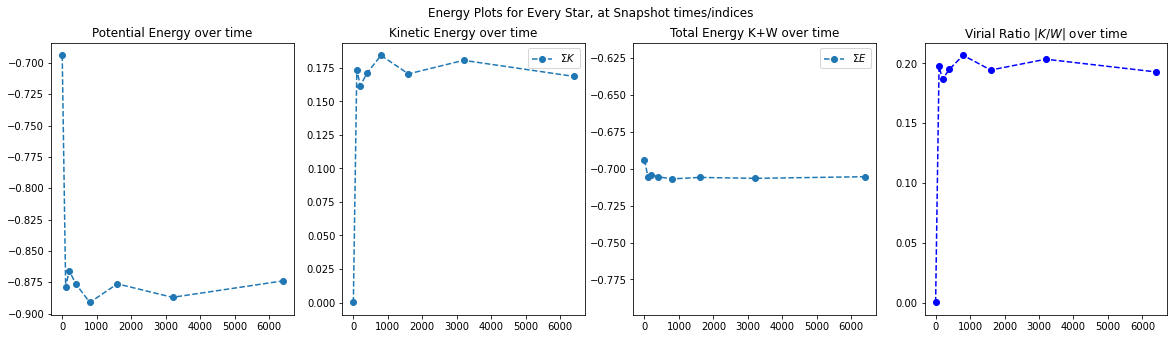 Energy Plots for Every Star, at Snapshot times/indices
Potential Energy over time
−0.700
−0.725
−0.750
−0.775
−0.800
−0.825
−0.850
−0.875
−0.900
0 1000 2000 3000 4000 5000 6000
Kinetic Energy over time
ΣK
0.175
0.150
0.125
0.100
0.075
0.050
0.025
0.000
0 1000 2000 3000 4000 5000 6000
Total Energy K+W over time
ΣE
−0.625
−0.650
−0.675
−0.700
−0.725
−0.750
−0.775
0 1000 2000 3000 4000 5000 6000
Virial Ratio |K/W| over time
0.20
0.15
0.10
0.05
0.00
0 1000 2000 3000 4000 5000 6000